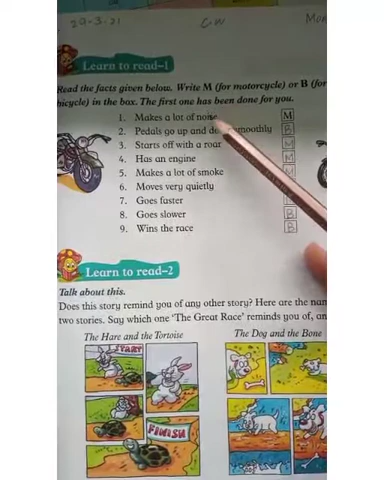 29-3-21 CW
Learn to read–1
Read the facts given below. Write M (for motorcycle) or B (for
bicycle) in the box. The first one has been done for you.
1. Makes a lot of noise M
2. Pedals go up and do smoothly B
3. Starts off with a roar M
4. Has an engine M
5. Makes a lot of smoke M
6. Moves very quietly
7. Goes faster
8. Goes slower B
9. Wins the race B
Learn to read–2
Talk about this.
Does this story remind you of any other story? Here are the
two stories. Say which one 'The Great Race' reminds you of,
The Hare and the Tortoise The Dog and the Bone
START
FINISH